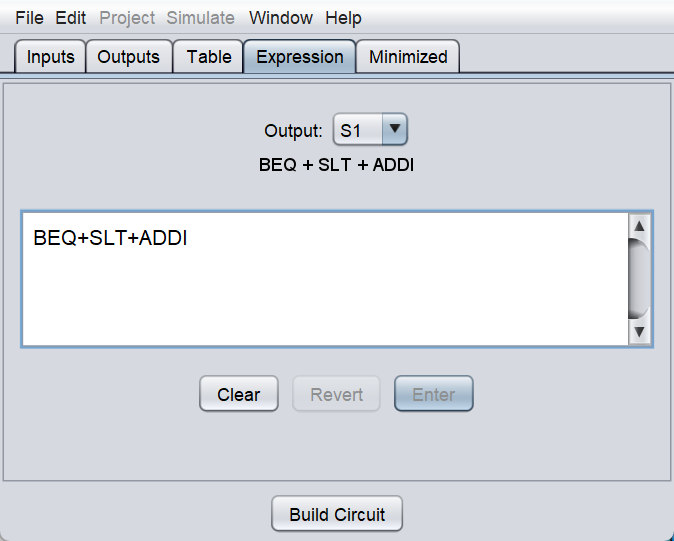 File Edit Project Simulate Window Help
Inputs Outputs Table Expression Minimized
Output: S1
BEQ + SLT + ADDI
BEQ+SLT+ADDI
Clear Revert Enter
Build Circuit